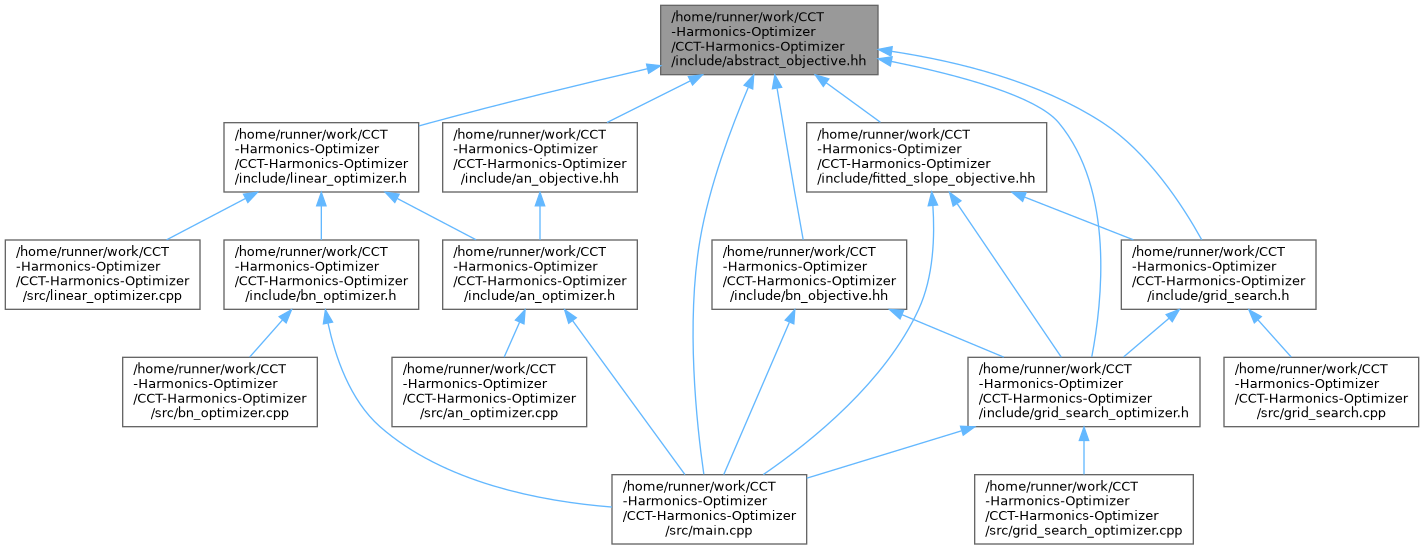 /home/runner/work/CCT
-Harmonics-Optimizer
/CCT-Harmonics-Optimizer
/include/abstract_objective.hh
/home/runner/work/CCT
-Harmonics-Optimizer
/CCT-Harmonics-Optimizer
/include/linear_optimizer.h
/home/runner/work/CCT
-Harmonics-Optimizer
/CCT-Harmonics-Optimizer
/include/an_objective.hh
/home/runner/work/CCT
-Harmonics-Optimizer
/CCT-Harmonics-Optimizer
/include/fitted_slope_objective.hh
/home/runner/work/CCT
-Harmonics-Optimizer
/CCT-Harmonics-Optimizer
/src/linear_optimizer.cpp
/home/runner/work/CCT
-Harmonics-Optimizer
/CCT-Harmonics-Optimizer
/include/bn_optimizer.h
/home/runner/work/CCT
-Harmonics-Optimizer
/CCT-Harmonics-Optimizer
/include/an_optimizer.h
/home/runner/work/CCT
-Harmonics-Optimizer
/CCT-Harmonics-Optimizer
/include/bn_objective.hh
/home/runner/work/CCT
-Harmonics-Optimizer
/CCT-Harmonics-Optimizer
/include/grid_search.h
/home/runner/work/CCT
-Harmonics-Optimizer
/CCT-Harmonics-Optimizer
/src/bn_optimizer.cpp
/home/runner/work/CCT
-Harmonics-Optimizer
/CCT-Harmonics-Optimizer
/src/an_optimizer.cpp
/home/runner/work/CCT
-Harmonics-Optimizer
/CCT-Harmonics-Optimizer
/include/grid_search_optimizer.h
/home/runner/work/CCT
-Harmonics-Optimizer
/CCT-Harmonics-Optimizer
/src/grid_search.cpp
/home/runner/work/CCT
-Harmonics-Optimizer
/CCT-Harmonics-Optimizer
/src/main.cpp
/home/runner/work/CCT
-Harmonics-Optimizer
/CCT-Harmonics-Optimizer
/src/grid_search_optimizer.cpp